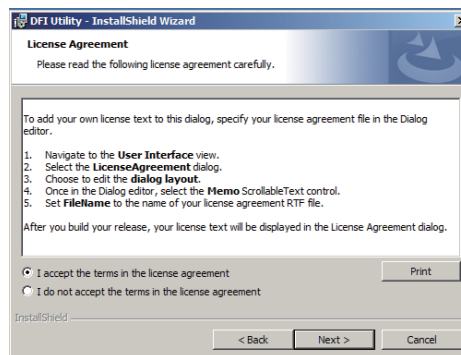 DFI Utility - InstallShield Wizard
License Agreement
Please read the following license agreement carefully.
To add your own license text to this dialog, specify your license agreement file in the Dialog
editor.
1. Navigate to the User Interface view.
2. Select the LicenseAgreement dialog.
3. Choose to edit the dialog layout.
4. Once in the Dialog editor, select the Memo ScrollableText control.
5. Set FileName to the name of your license agreement RTF file.
After you build your release, your license text will be displayed in the License Agreement dialog.
I accept the terms in the license agreement
Print
I do not accept the terms in the license agreement
InstallShield
< Back
Next >
Cancel